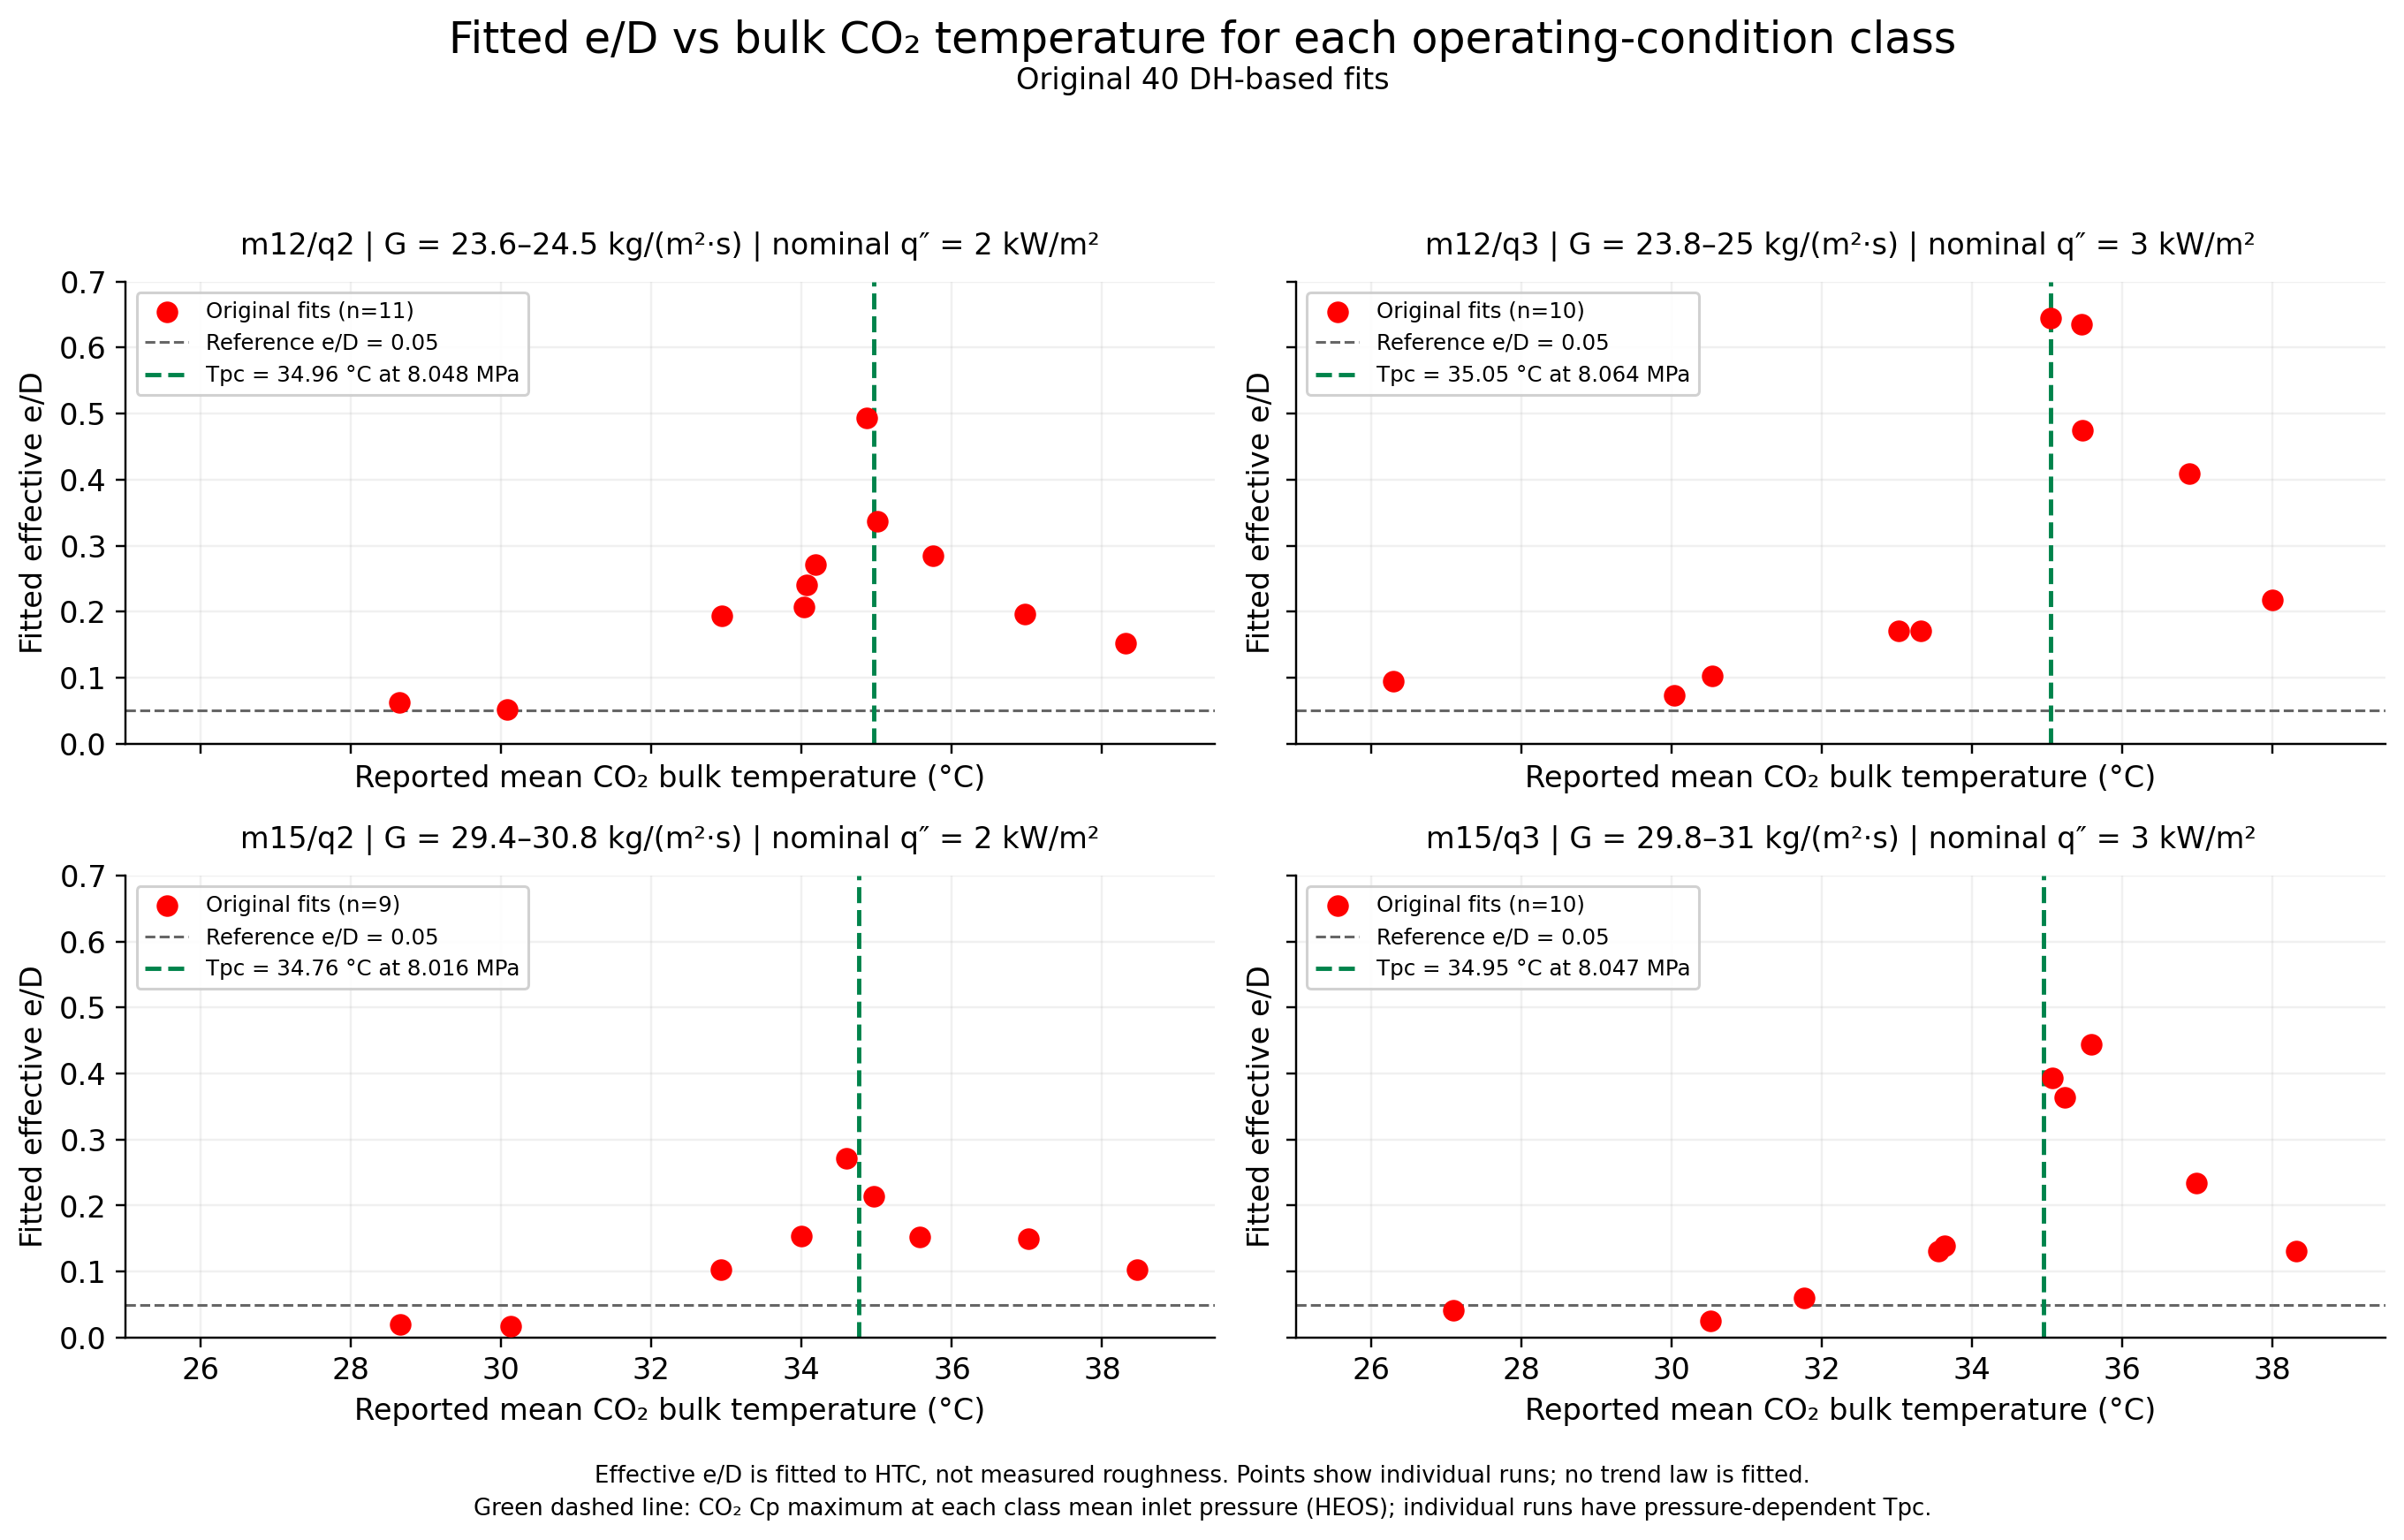 Fitted e/D vs bulk CO₂ temperature for each operating-condition class
Original 40 DH-based fits
m12/q2 | G = 23.6–24.5 kg/(m²·s) | nominal q″ = 2 kW/m²
Original fits (n=11)
Reference e/D = 0.05
Tpc = 34.96 °C at 8.048 MPa
Fitted effective e/D
0.7
0.6
0.5
0.4
0.3
0.2
0.1
0.0
Reported mean CO₂ bulk temperature (°C)
m12/q3 | G = 23.8–25 kg/(m²·s) | nominal q″ = 3 kW/m²
Original fits (n=10)
Reference e/D = 0.05
Tpc = 35.05 °C at 8.064 MPa
Fitted effective e/D
Reported mean CO₂ bulk temperature (°C)
m15/q2 | G = 29.4–30.8 kg/(m²·s) | nominal q″ = 2 kW/m²
Original fits (n=9)
Reference e/D = 0.05
Tpc = 34.76 °C at 8.016 MPa
Fitted effective e/D
0.7
0.6
0.5
0.4
0.3
0.2
0.1
0.0
26 28 30 32 34 36 38
Reported mean CO₂ bulk temperature (°C)
m15/q3 | G = 29.8–31 kg/(m²·s) | nominal q″ = 3 kW/m²
Original fits (n=10)
Reference e/D = 0.05
Tpc = 34.95 °C at 8.047 MPa
Fitted effective e/D
26 28 30 32 34 36 38
Reported mean CO₂ bulk temperature (°C)
Effective e/D is fitted to HTC, not measured roughness. Points show individual runs; no trend law is fitted.
Green dashed line: CO₂ Cp maximum at each class mean inlet pressure (HEOS); individual runs have pressure-dependent Tpc.